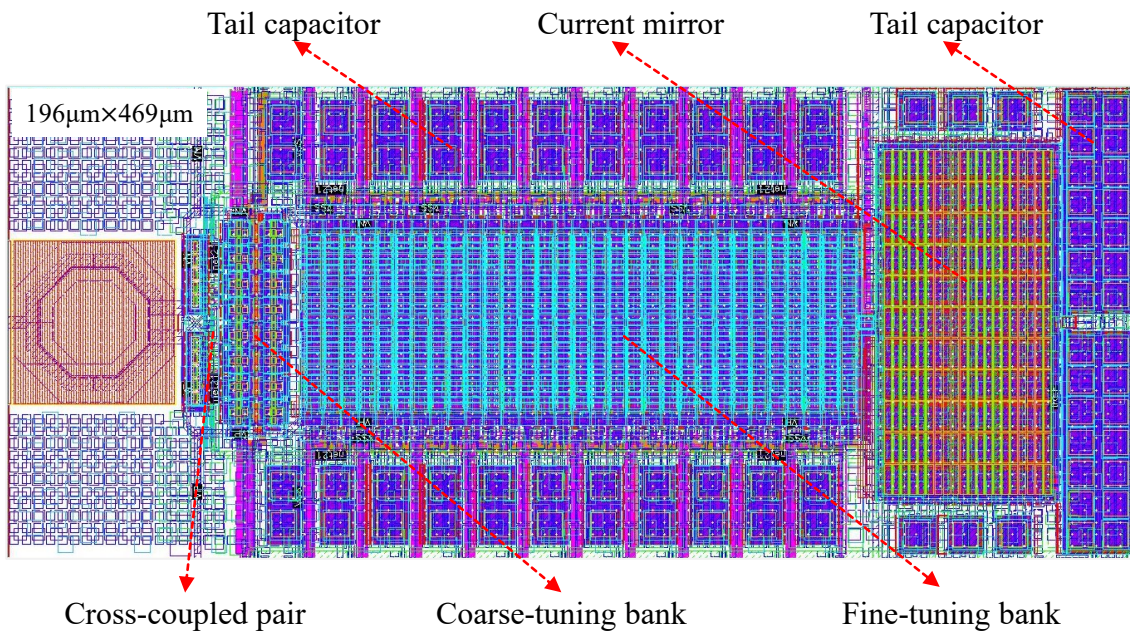 Tail capacitor
Current mirror
Tail capacitor
196μm×469μm
Cross-coupled pair
Coarse-tuning bank
Fine-tuning bank